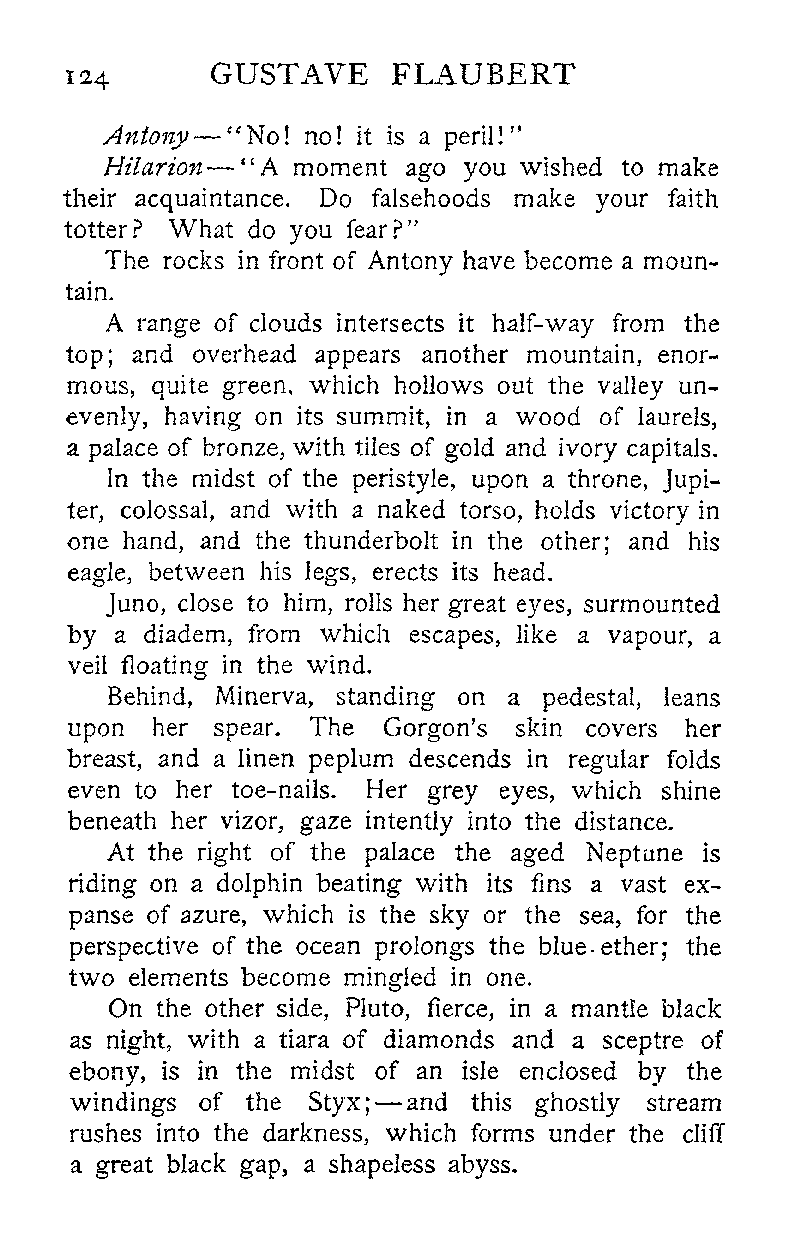 124 GUSTAVE FLAUBERT
Antony—"No! no! it is a peril!"
Hilarion—"A moment ago you wished to make
their acquaintance. Do falsehoods make your faith
totter? What do you fear?"
The rocks in front of Antony have become a moun-
tain.
A range of clouds intersects it half-way from the
top; and overhead appears another mountain, enor-
mous, quite green, which hollows out the valley un-
evenly, having on its summit, in a wood of laurels,
a palace of bronze, with tiles of gold and ivory capitals.
In the midst of the peristyle, upon a throne, Jupi-
ter, colossal, and with a naked torso, holds victory in
one hand, and the thunderbolt in the other; and his
eagle, between his legs, erects its head.
Juno, close to him, rolls her great eyes, surmounted
by a diadem, from which escapes, like a vapour, a
veil floating in the wind.
Behind, Minerva, standing on a pedestal, leans
upon her spear. The Gorgon's skin covers her
breast, and a linen peplum descends in regular folds
even to her toe-nails. Her grey eyes, which shine
beneath her vizor, gaze intently into the distance.
At the right of the palace the aged Neptune is
riding on a dolphin beating with its fins a vast ex-
panse of azure, which is the sky or the sea, for the
perspective of the ocean prolongs the blue ether; the
two elements become mingled in one.
On the other side, Pluto, fierce, in a mantle black
as night, with a tiara of diamonds and a sceptre of
ebony, is in the midst of an isle enclosed by the
windings of the Styx;—and this ghostly stream
rushes into the darkness, which forms under the cliff
a great black gap, a shapeless abyss.